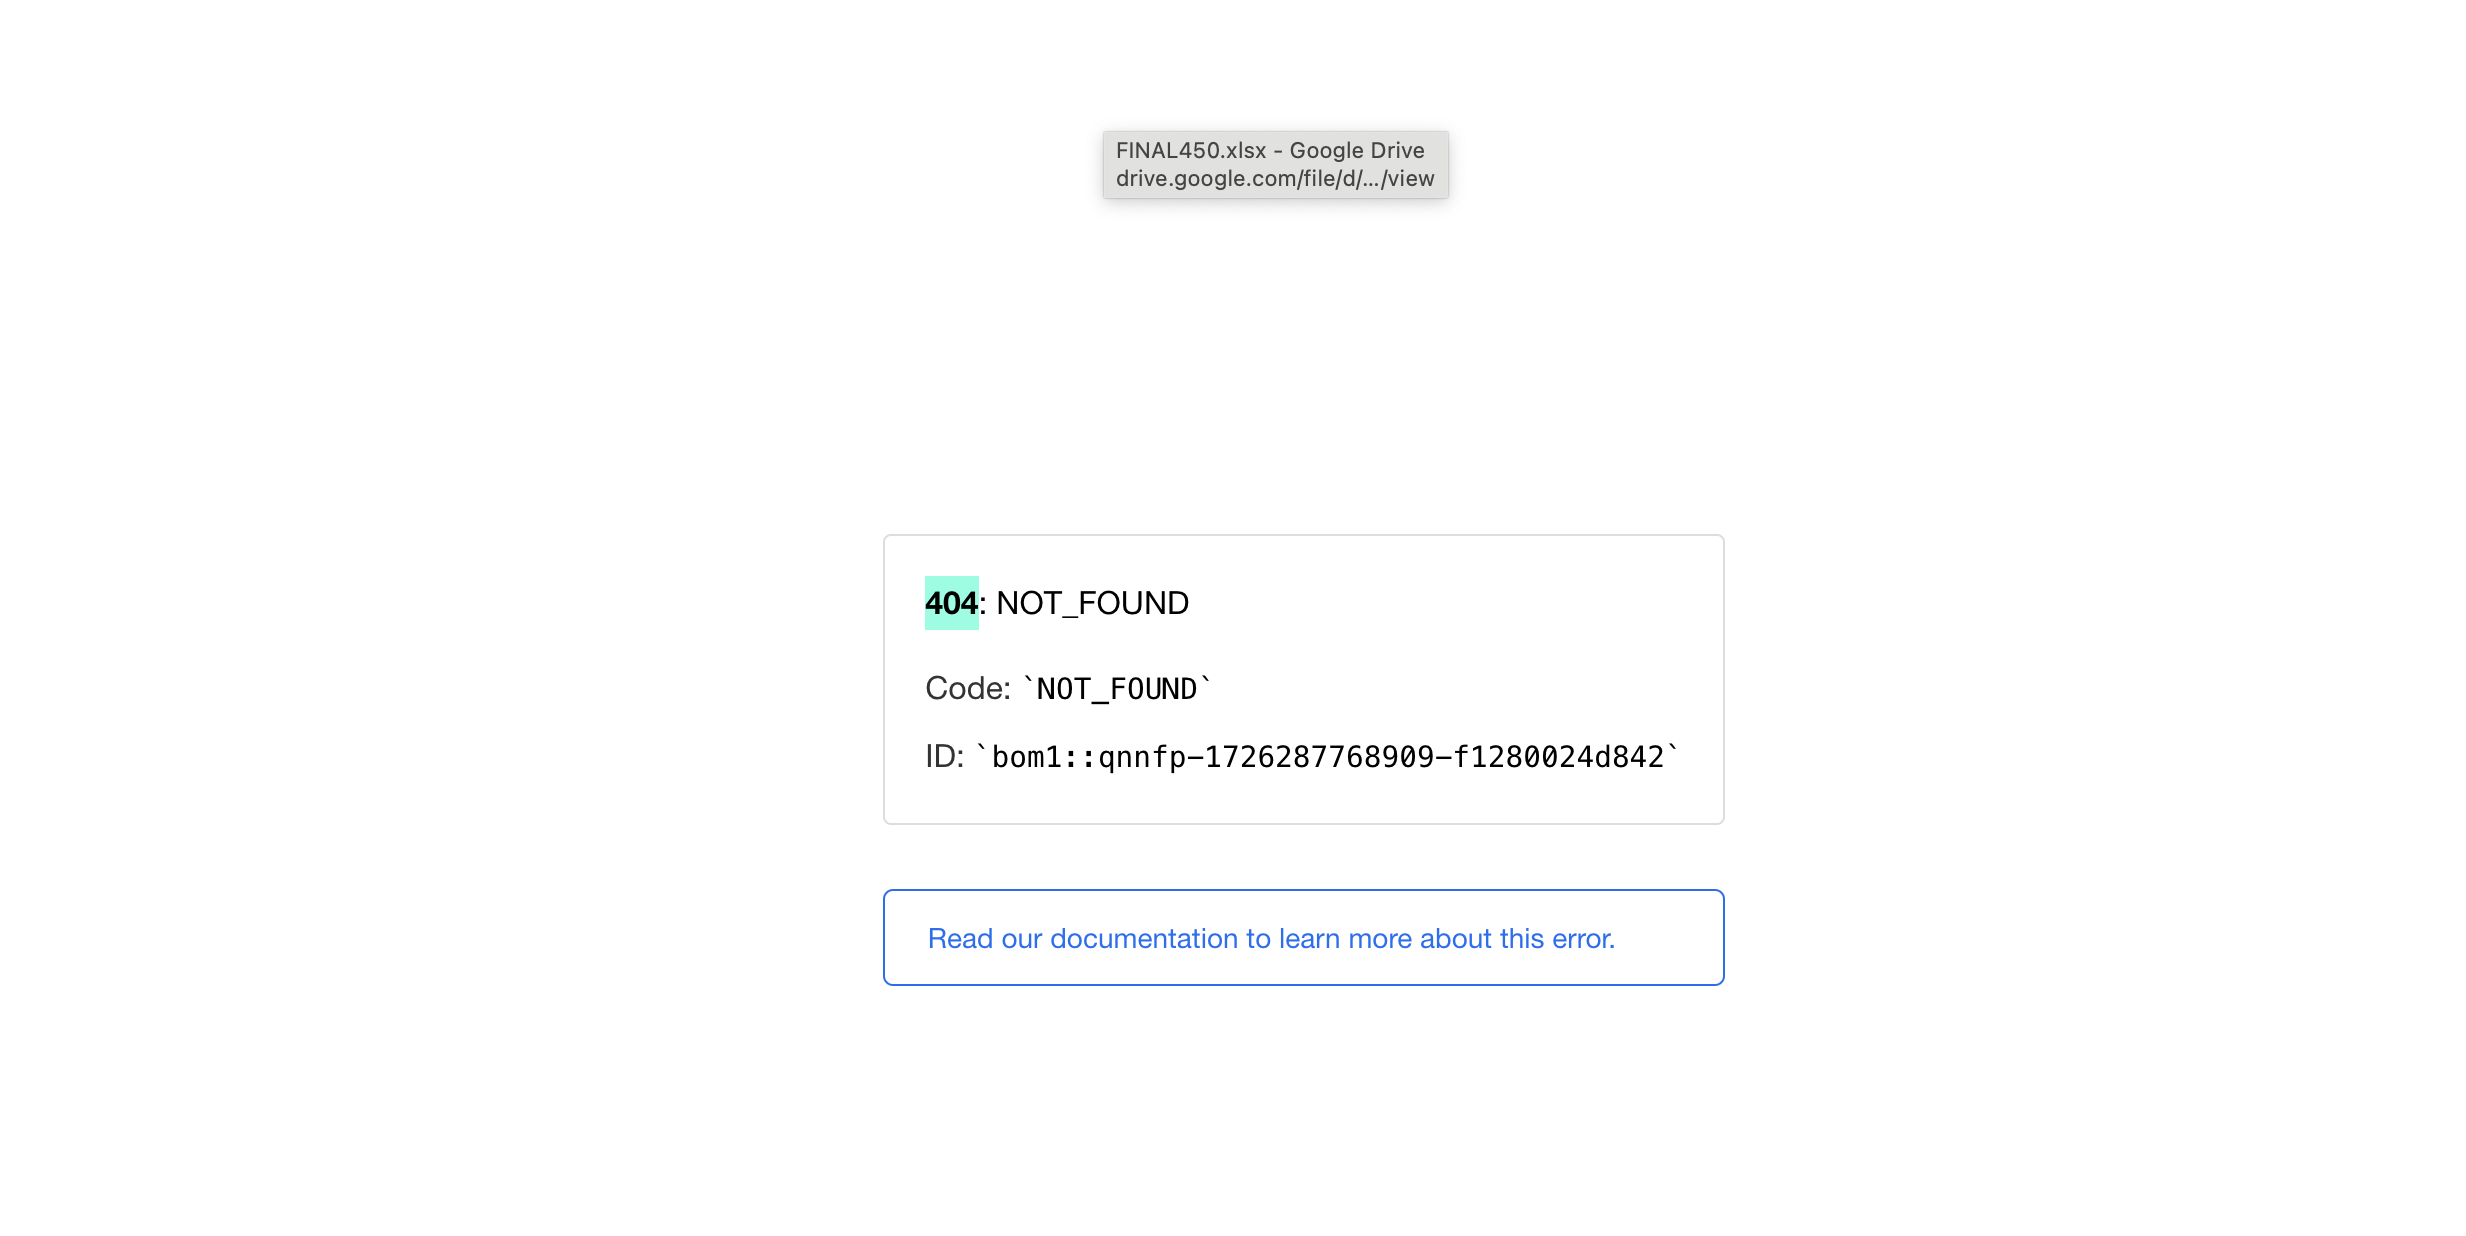 FINAL450.xlsx - Google Drive
drive.google.com/file/d/.../view
404: NOT_FOUND
Code: `NOT_FOUND`
ID: `bom1::qnnfp-1726287768909-f1280024d842`
Read our documentation to learn more about this error.